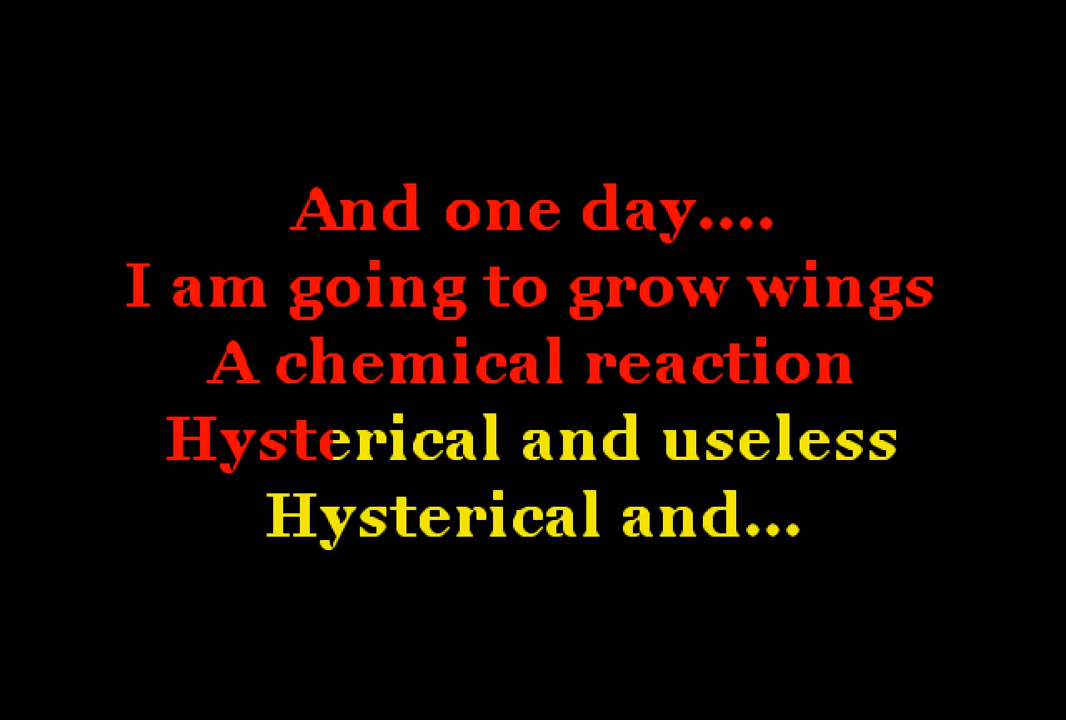 And one day....
I am going to grow wings
A chemical reaction
Hysterical and useless
Hysterical and...